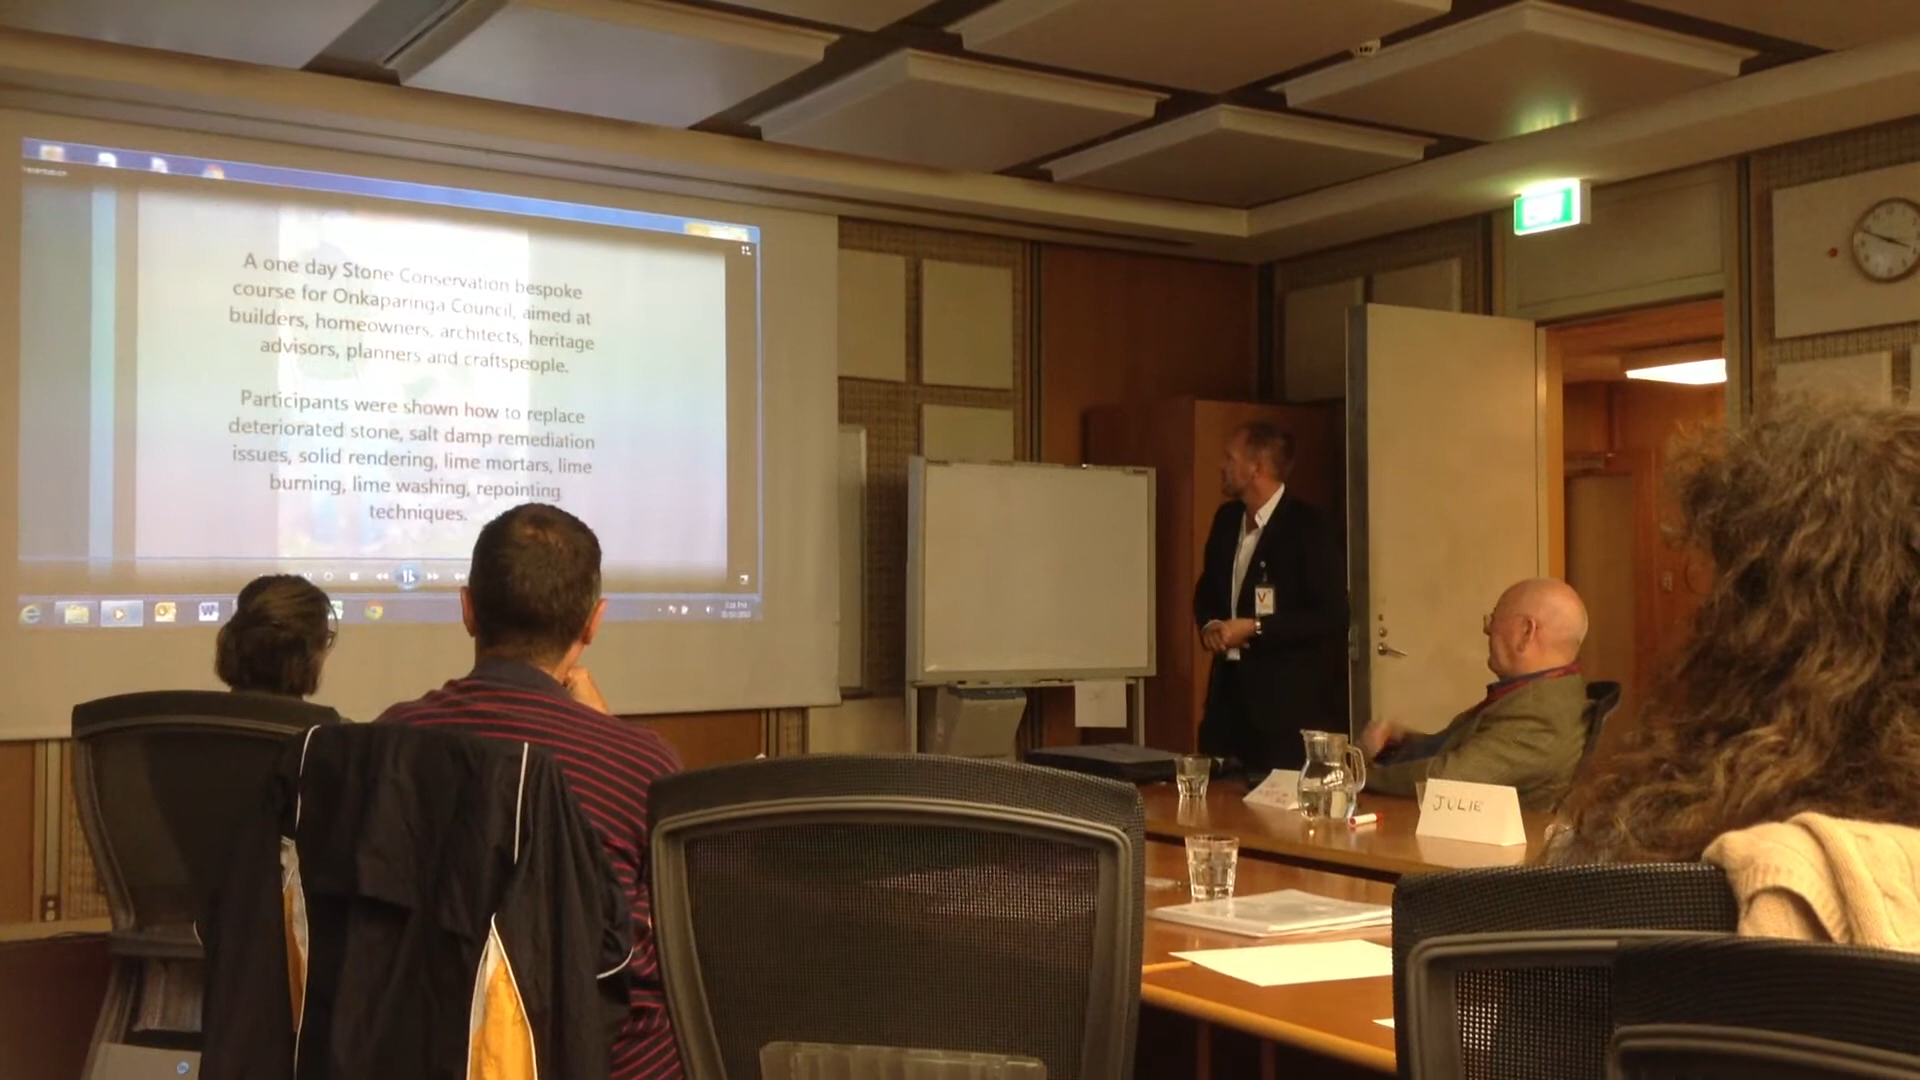 A one day Stone Conservation bespoke
course for Onkaparinga Council, aimed at
builders, homeowners, architects, heritage
advisors, planners and craftspeople.
Participants were shown how to replace
deteriorated stone, salt damp remediation
issues, solid rendering, lime mortars, lime
burning, lime washing, repointing
techniques.
EXIT
V
JULIE